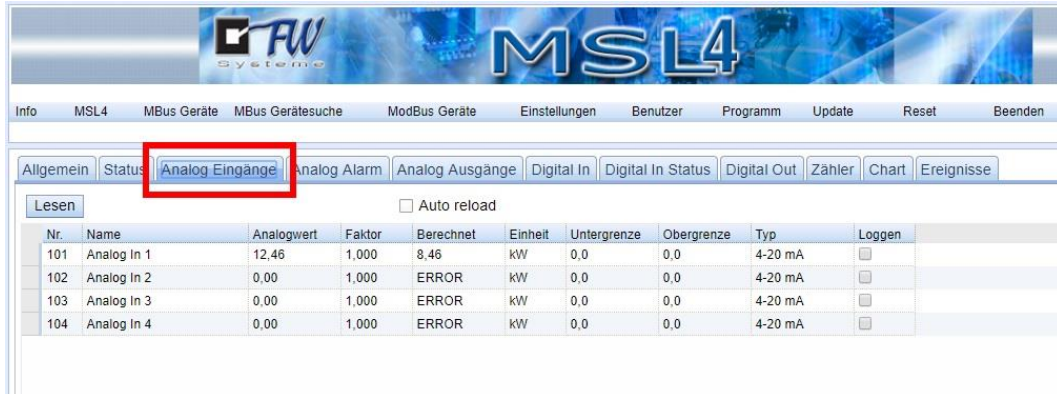 FW
Systeme
MSL4
Info MSL4 MBus Geräte MBus Gerätesuche ModBus Geräte Einstellungen Benutzer Programm Update Reset Beenden
Allgemein Status Analog Eingänge Analog Alarm Analog Ausgänge Digital In Digital In Status Digital Out Zähler Chart Ereignisse
Lesen Auto reload
Nr. Name Analogwert Faktor Berechnet Einheit Untergrenze Obergrenze Typ Loggen
101 Analog In 1 12,46 1,000 8,46 kW 0,0 0,0 4-20 mA
102 Analog In 2 0,00 1,000 ERROR kW 0,0 0,0 4-20 mA
103 Analog In 3 0,00 1,000 ERROR kW 0,0 0,0 4-20 mA
104 Analog In 4 0,00 1,000 ERROR kW 0,0 0,0 4-20 mA